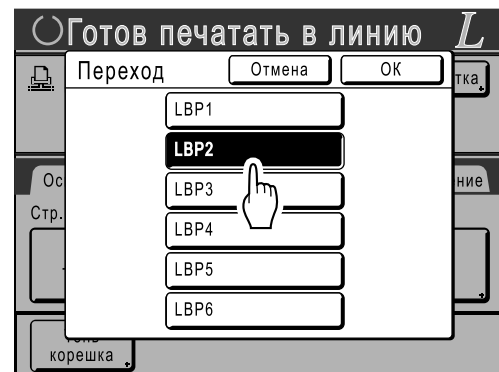 Готов печатать в линию L
Переход Отмена OK
тка
LBP1
LBP2
Ос
LBP3
ние
Стр.
LBP4
LBP5
LBP6
корешка